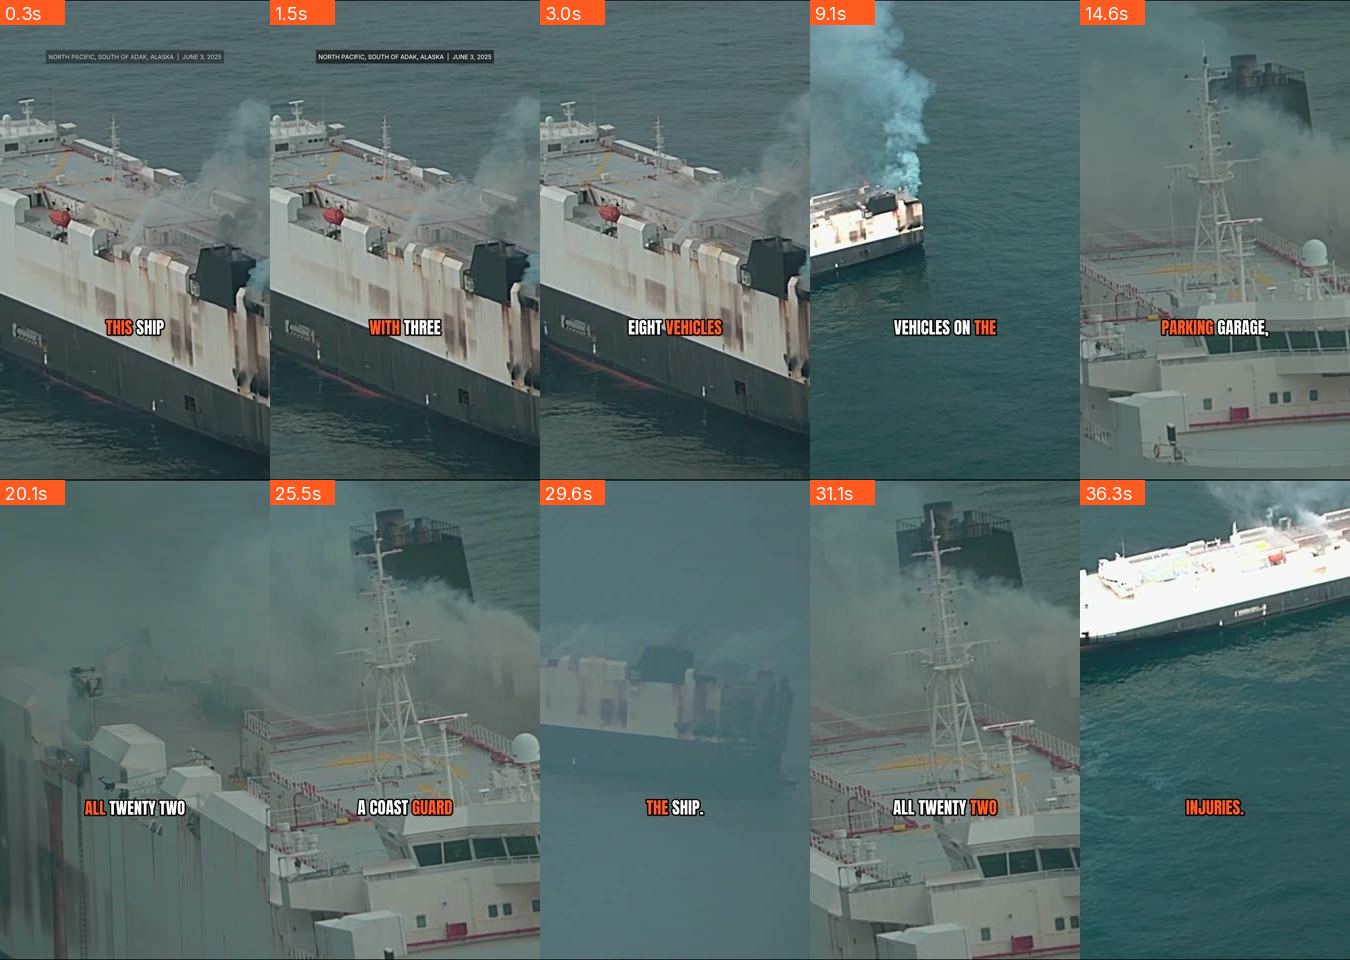 0.3s
NORTH PACIFIC, SOUTH OF ADAK, ALASKA | JUNE 3, 2025
THIS SHIP
1.5s
NORTH PACIFIC, SOUTH OF ADAK, ALASKA | JUNE 3, 2025
WITH THREE
3.0s
EIGHT VEHICLES
9.1s
VEHICLES ON THE
14.6s
PARKING GARAGE,
20.1s
ALL TWENTY TWO
25.5s
A COAST GUARD
29.6s
THE SHIP.
31.1s
ALL TWENTY TWO
36.3s
INJURIES.